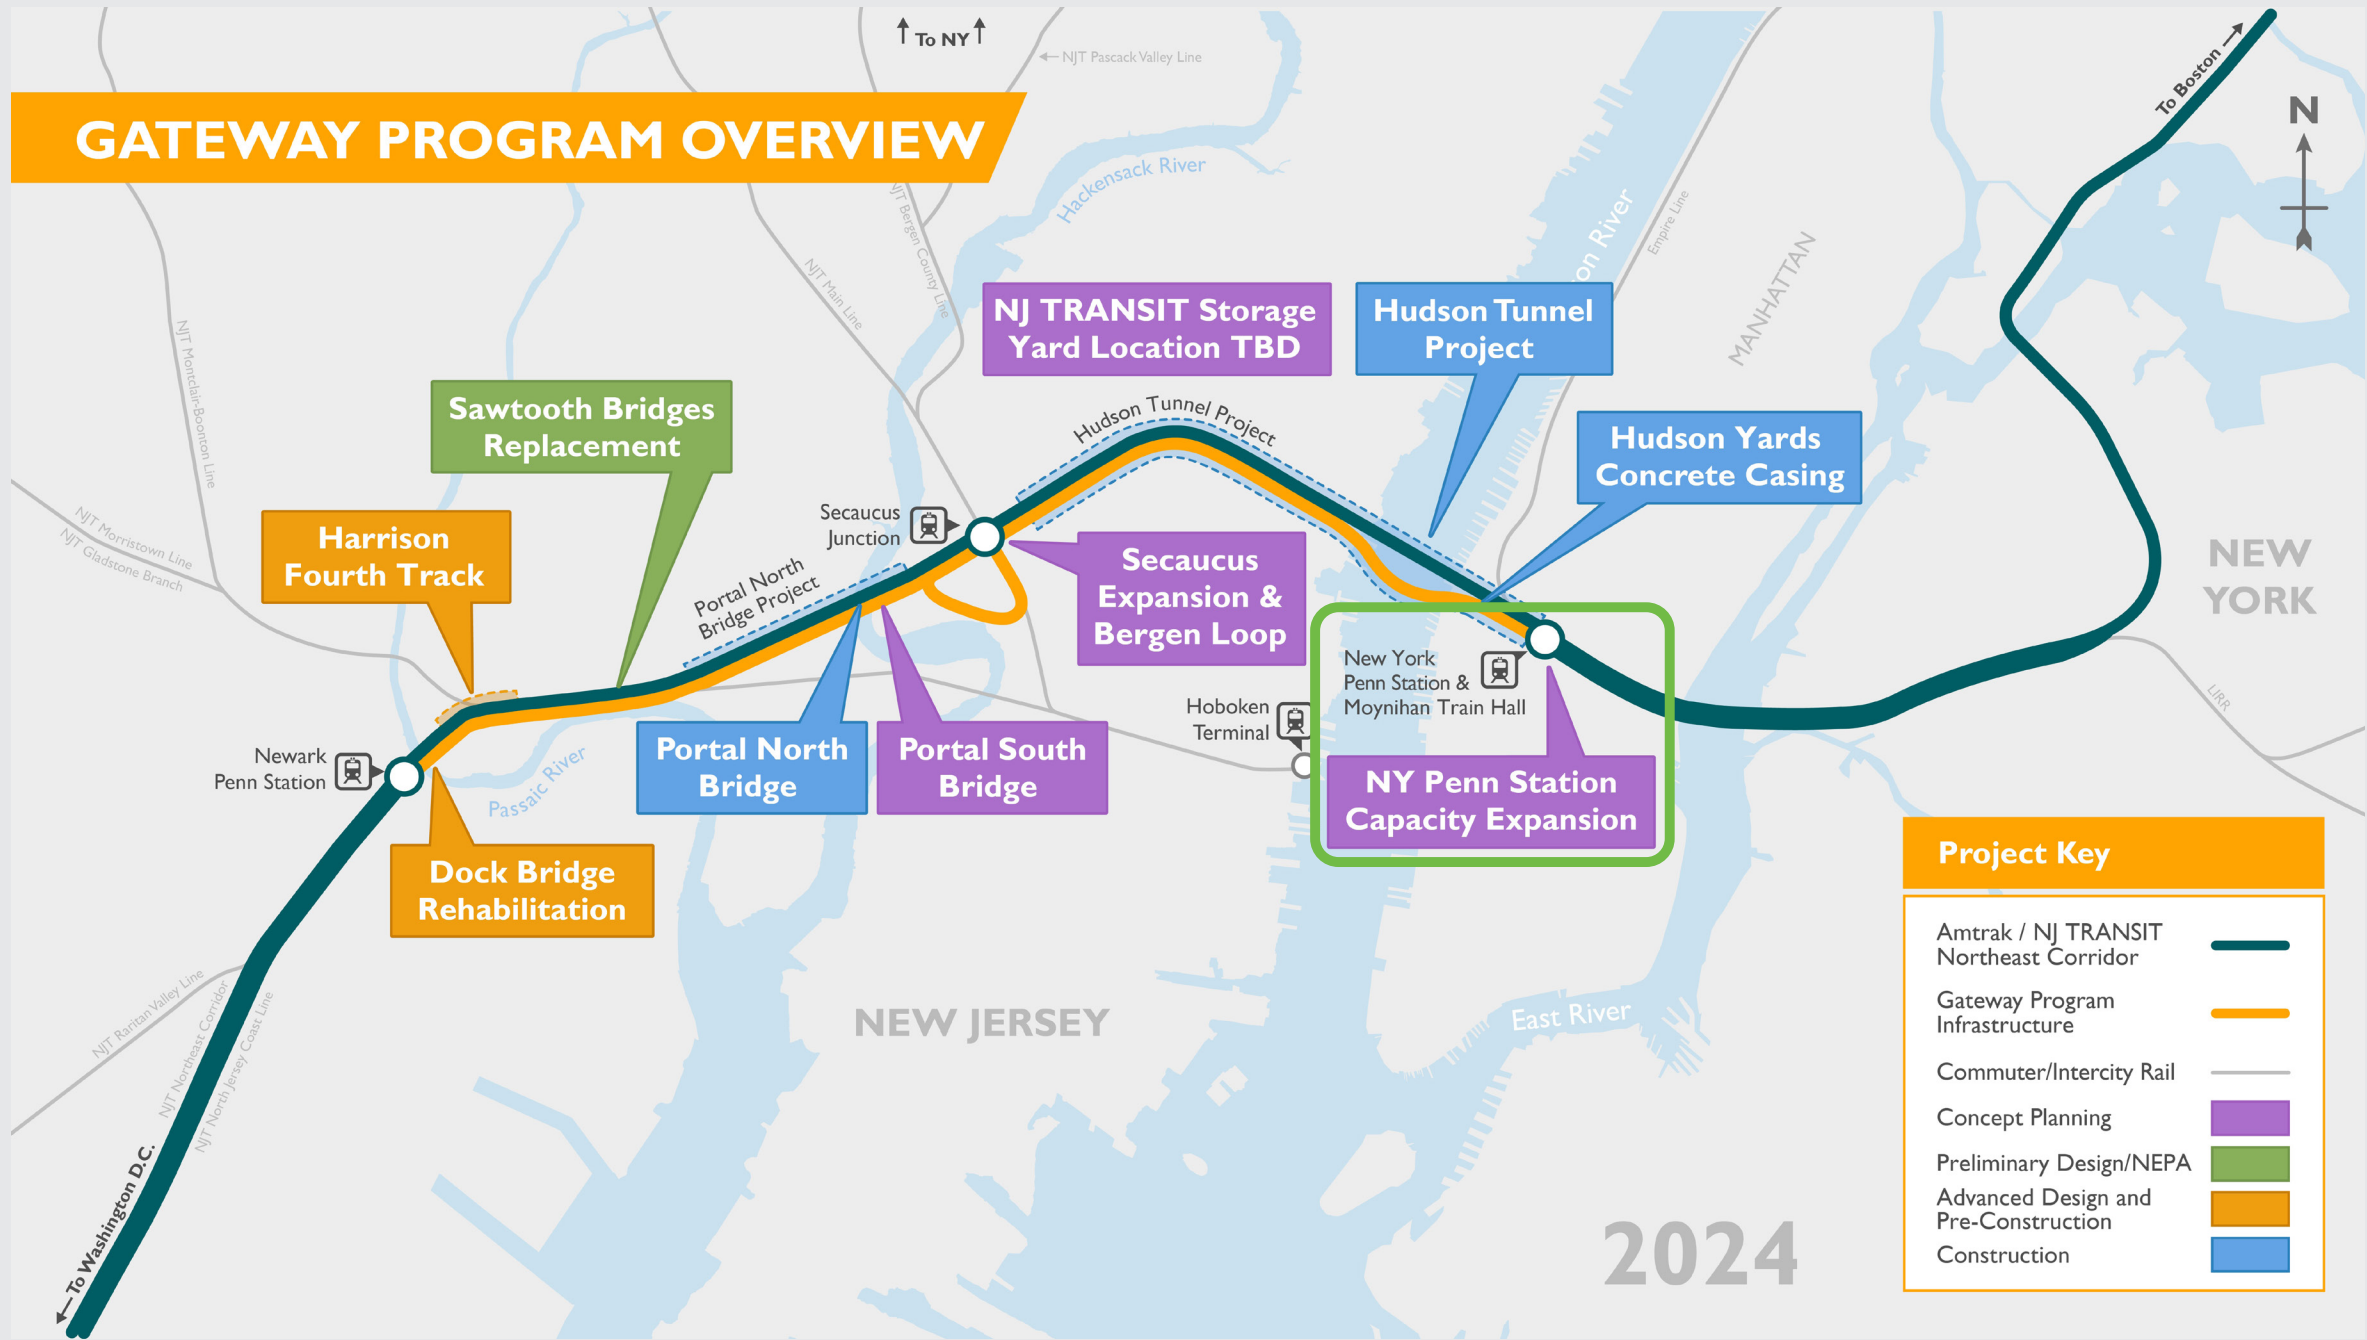 ↑ To NY ↑
← NJT Pascack Valley Line
To Boston →
N
GATEWAY PROGRAM OVERVIEW
Hackensack River
NJT Bergen County Line
NJT Main Line
NJT Montclair-Boonton Line
on River
Empire Line
MANHATTAN
NJ TRANSIT Storage
Yard Location TBD
Hudson Tunnel
Project
Sawtooth Bridges
Replacement
Hudson Tunnel Project
Hudson Yards
Concrete Casing
Harrison
Fourth Track
NJT Morristown Line
NJT Gladstone Branch
Secaucus
Junction
Portal North
Bridge Project
Secaucus
Expansion &
Bergen Loop
NEW
YORK
New York
Penn Station &
Moynihan Train Hall
Hoboken
Terminal
LIRR
Newark
Penn Station
Passaic River
Portal North
Bridge
Portal South
Bridge
NY Penn Station
Capacity Expansion
Dock Bridge
Rehabilitation
NJT Raritan Valley Line
NJT Northeast Corridor
NJT North Jersey Coast Line
← To Washington D.C.
NEW JERSEY
East River
2024
Project Key
Amtrak / NJ TRANSIT
Northeast Corridor
Gateway Program
Infrastructure
Commuter/Intercity Rail
Concept Planning
Preliminary Design/NEPA
Advanced Design and
Pre-Construction
Construction